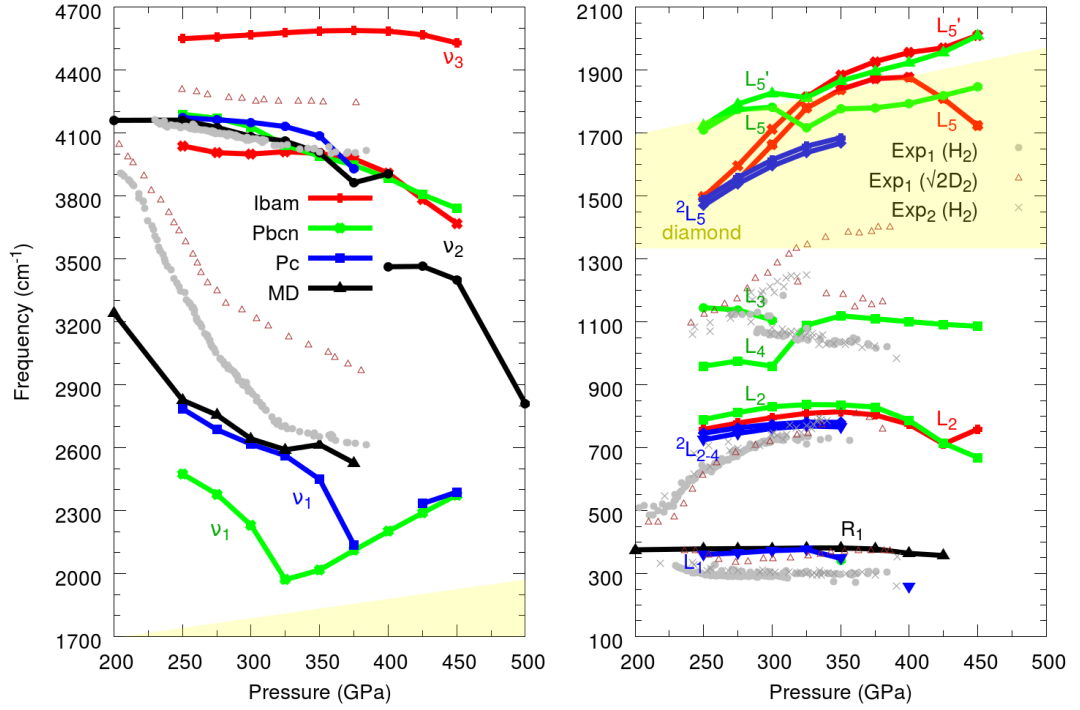 4700
4400
4100
3800
3500
3200
2900
2600
2300
2000
1700
Frequency (cm⁻¹)
200
250
300
350
400
450
500
Pressure (GPa)
ν₃
Ibam
Pbcn
Pc
MD
ν₂
ν₁
ν₁
2100
1900
1700
1500
1300
1100
900
700
500
300
100
200
250
300
350
400
450
500
Pressure (GPa)
L₅'
L₅'
L₅
L₅
Exp₁ (H₂)
Exp₁ (√2D₂)
Exp₂ (H₂)
²L₅
diamond
L₃
L₄
L₂
L₂
²L₂₋₄
R₁
L₁